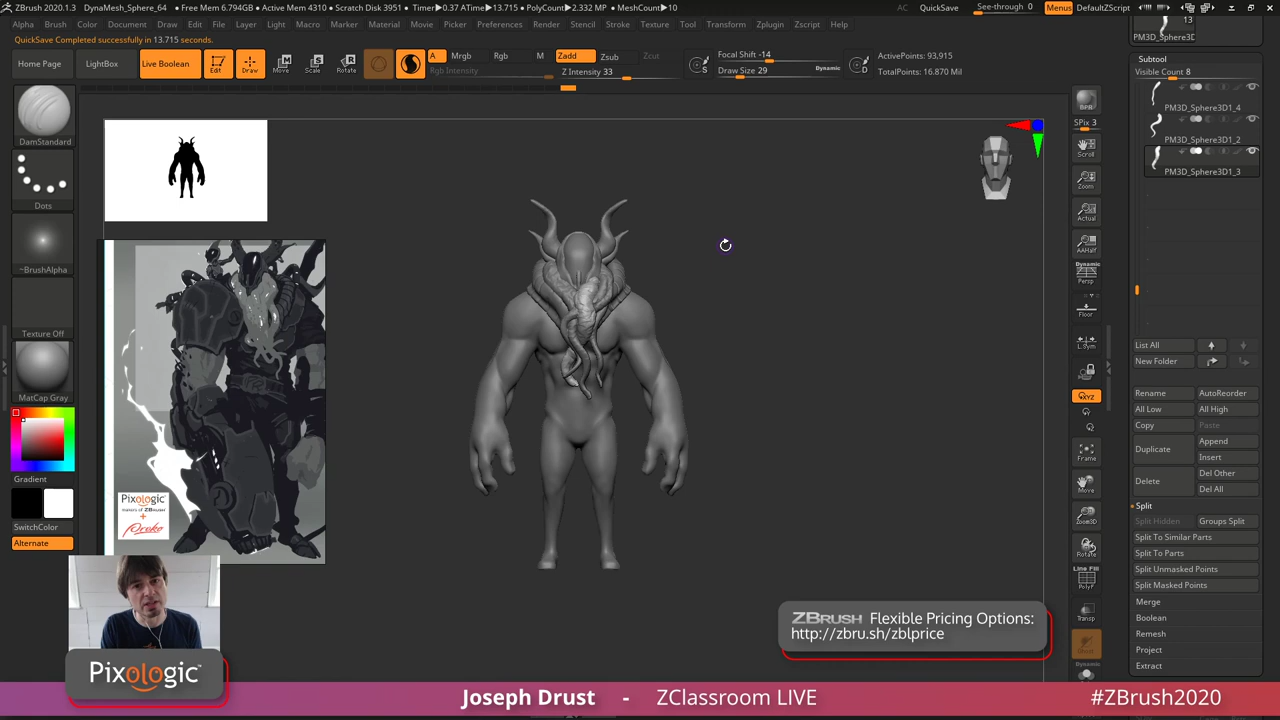 ZBrush 2020.1.3 DynaMesh_Sphere_64 • Free Mem 6.794GB • Active Mem 4310 • Scratch Disk 3951 • Timer▶0.37 ATime▶13.715 • PolyCount▶2.332 MP • MeshCount▶10 AC QuickSave See-through 0 Menus DefaultZScript
Alpha Brush Color Document Draw Edit File Layer Light Macro Marker Material Movie Picker Preferences Render Stencil Stroke Texture Tool Transform Zplugin Zscript Help
QuickSave Completed successfully in 13.715 seconds.
Home Page LightBox Live Boolean Edit Draw Move Scale Rotate
A Mrgb Rgb M Zadd Zsub Zcut
Rgb Intensity Z Intensity 33
Focal Shift -14
Draw Size 29 Dynamic
S D
ActivePoints: 93,915
TotalPoints: 16.870 Mil
DamStandard
Dots
~BrushAlpha
Texture Off
MatCap Gray
Gradient
SwitchColor
Alternate
BPR
SPix 3
Scroll
Zoom
Actual
AAHalf
Dynamic
Persp
Floor
L.Sym
XYZ
Frame
Move
Zoom3D
Rotate
Line Fill
PolyF
Transp
Dynamic
13
PM3D_Sphere3D
Subtool
Visible Count 8
PM3D_Sphere3D1_4
PM3D_Sphere3D1_2
PM3D_Sphere3D1_3
List All
New Folder
Rename AutoReorder
All Low All High
Copy Paste
Duplicate Append
Insert
Delete Del Other
Del All
Split
Split Hidden Groups Split
Split To Similar Parts
Split To Parts
Split Unmasked Points
Split Masked Points
Merge
Boolean
Remesh
Project
Extract
Pixologic
makers of ZBRUSH
+
Proko
ZBRUSH Flexible Pricing Options:
http://zbru.sh/zblprice
Pixologic™
Joseph Drust - ZClassroom LIVE #ZBrush2020